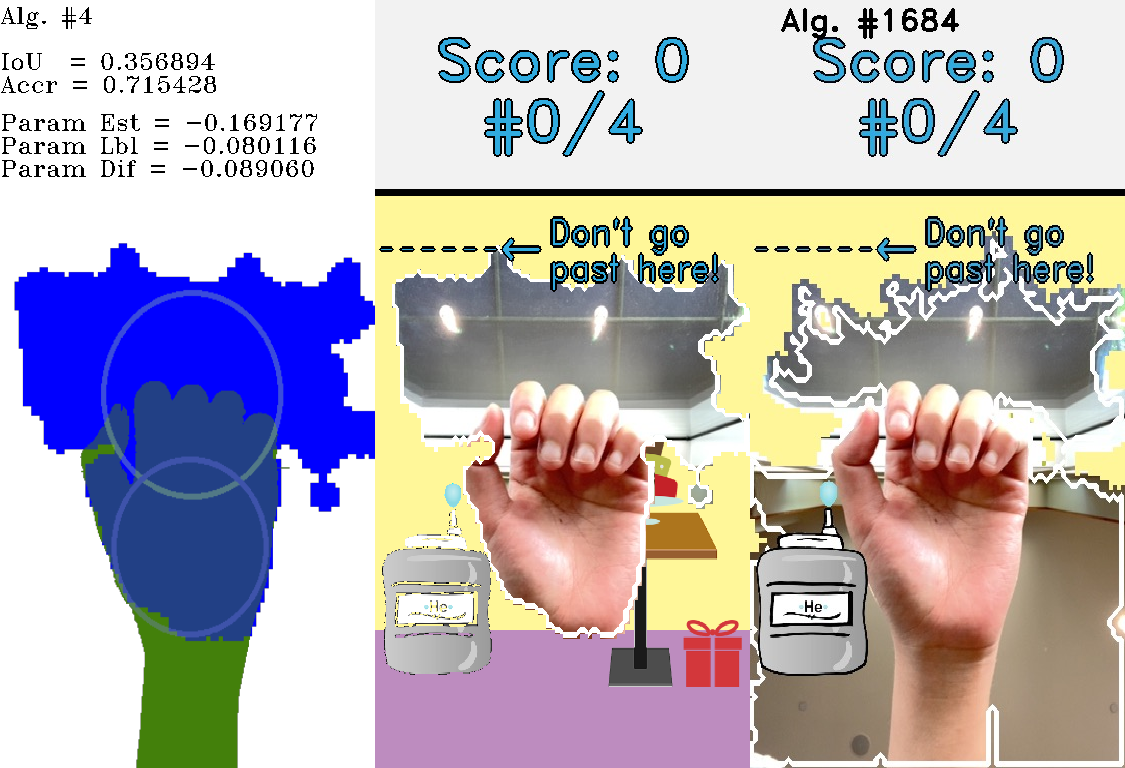 Alg. #4
IoU = 0.356894
Accr = 0.715428
Param Est = −0.169177
Param Lbl = −0.080116
Param Dif = −0.089060
Score: 0
#0/4
Don't go
past here!
He
Alg. #1684
Score: 0
#0/4
Don't go
past here!
He